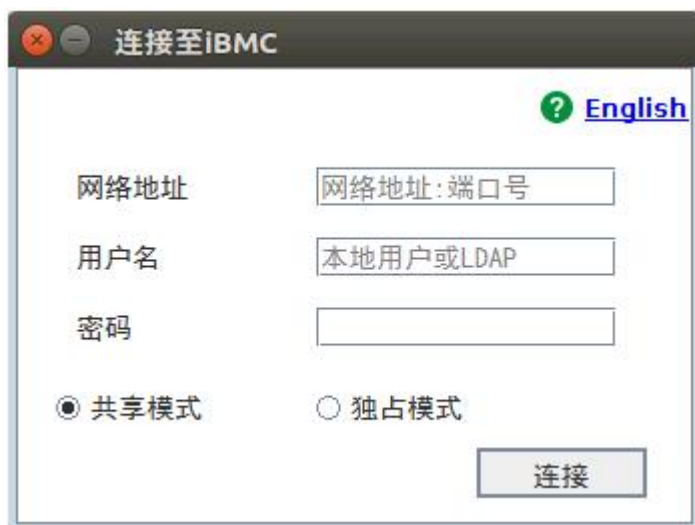 连接至iBMC
? English
网络地址 网络地址:端口号
用户名 本地用户或LDAP
密码
共享模式 独占模式
连接